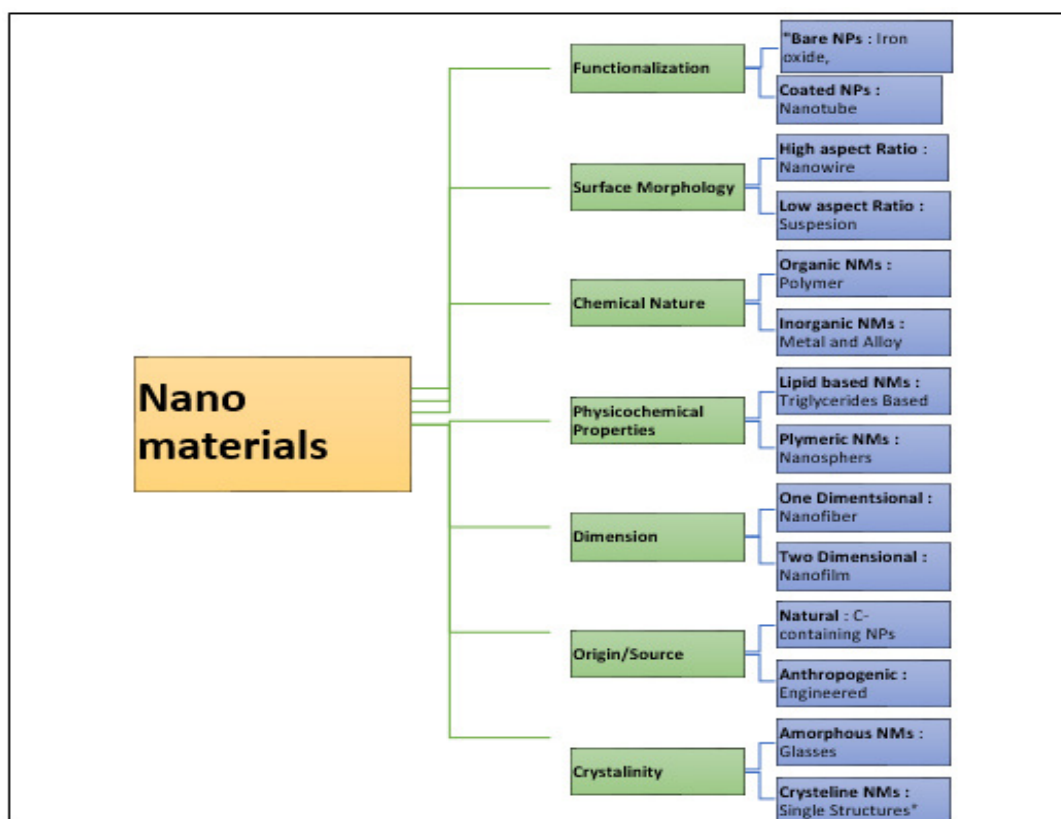 Nano
materials
Functionalization
"Bare NPs : Iron
oxide,
Coated NPs :
Nanotube
Surface Morphology
High aspect Ratio :
Nanowire
Low aspect Ratio :
Suspesion
Chemical Nature
Organic NMs :
Polymer
Inorganic NMs :
Metal and Alloy
Physicochemical
Properties
Lipid based NMs :
Triglycerides Based
Plymeric NMs :
Nanosphers
Dimension
One Dimentsional :
Nanofiber
Two Dimensional :
Nanofilm
Origin/Source
Natural : C-
containing NPs
Anthropogenic :
Engineered
Crystalinity
Amorphous NMs :
Glasses
Crysteline NMs :
Single Structures"